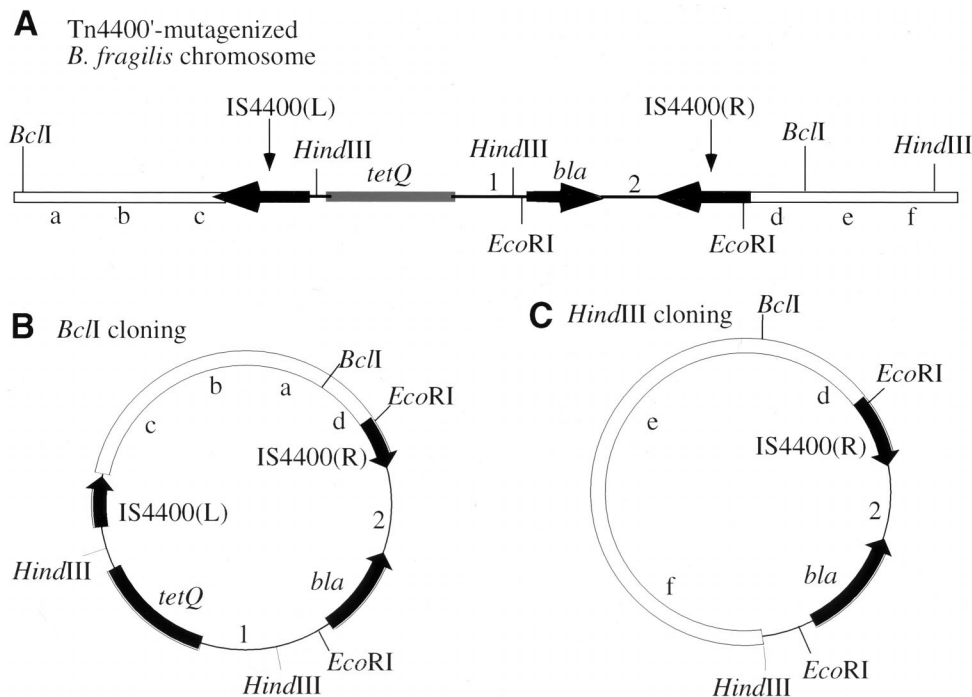 A Tn4400'-mutagenized
B. fragilis chromosome
IS4400(L) IS4400(R)
BclI HindIII tetQ HindIII bla BclI HindIII
1 2
a b c d e f
EcoRI EcoRI
B BclI cloning
BclI
EcoRI
a b c d
IS4400(R)
IS4400(L)
2
HindIII
tetQ
bla
1
EcoRI
HindIII
C HindIII cloning
BclI
EcoRI
d
e
IS4400(R)
2
bla
f
EcoRI
HindIII